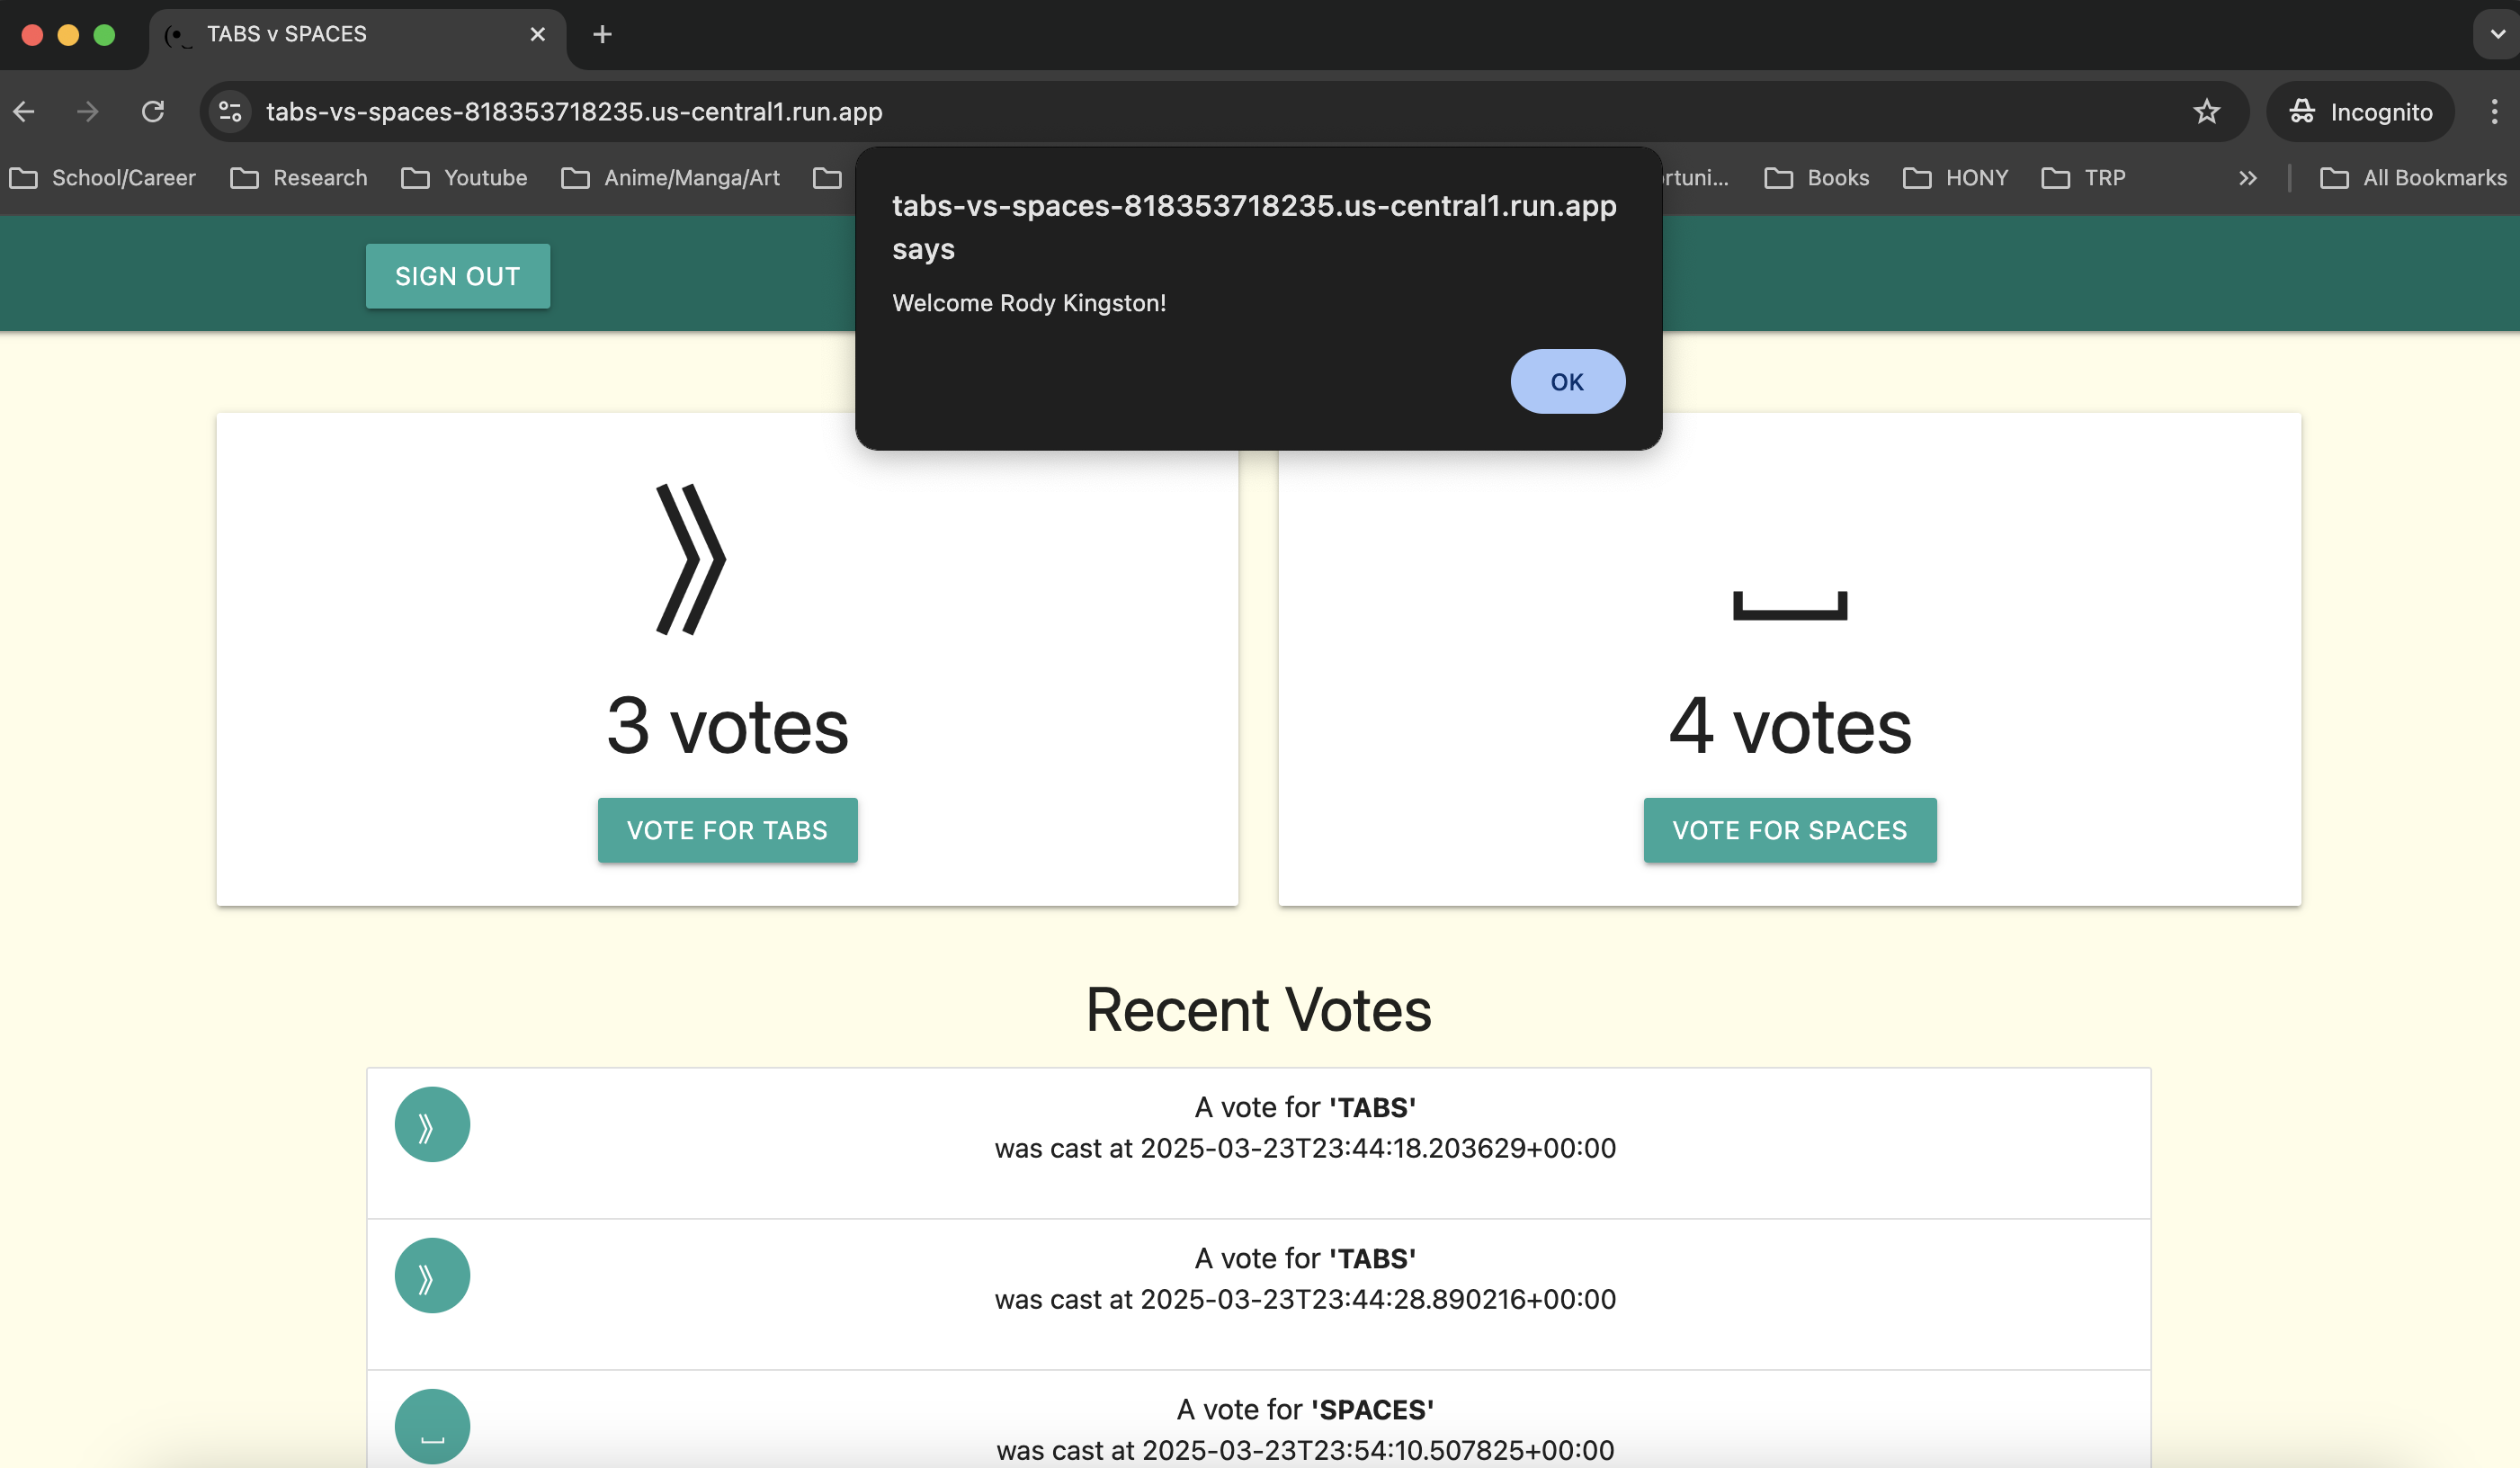 TABS v SPACES
tabs-vs-spaces-818353718235.us-central1.run.app
Incognito
School/Career
Research
Youtube
Anime/Manga/Art
rtuni...
Books
HONY
TRP
All Bookmarks
tabs-vs-spaces-818353718235.us-central1.run.app
says
Welcome Rody Kingston!
OK
SIGN OUT
3 votes
VOTE FOR TABS
4 votes
VOTE FOR SPACES
Recent Votes
A vote for 'TABS'
was cast at 2025-03-23T23:44:18.203629+00:00
A vote for 'TABS'
was cast at 2025-03-23T23:44:28.890216+00:00
A vote for 'SPACES'
was cast at 2025-03-23T23:54:10.507825+00:00